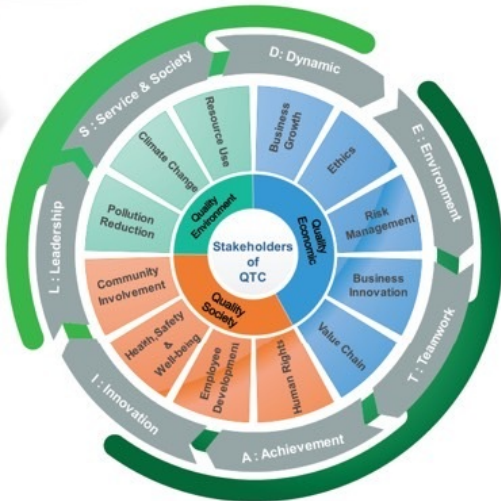 D: Dynamic
E: Environment
T: Teamwork
A: Achievement
I: Innovation
L: Leadership
S: Service & Society
Business
Growth
Ethics
Risk
Management
Business
Innovation
Value Chain
Human Rights
Employee
Development
Health,Safety
&
Well-being
Community
Involvement
Pollution
Reduction
Climate Change
Resource Use
Quality
Economic
Quality
Society
Quality
Environment
Stakeholders
of
QTC